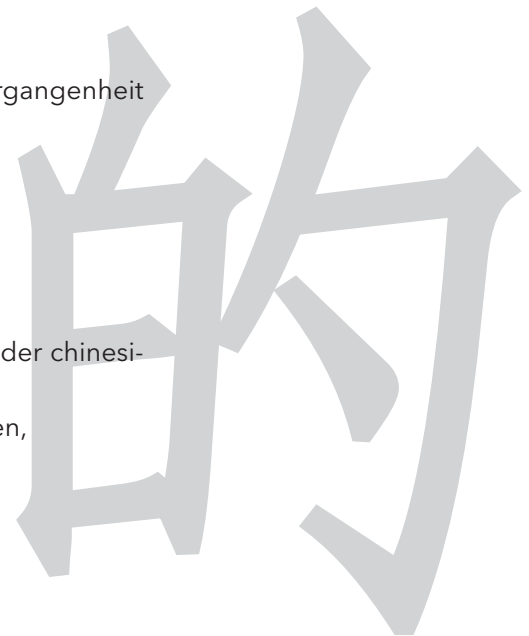 rgangenheit
der chinesi-
en,
的